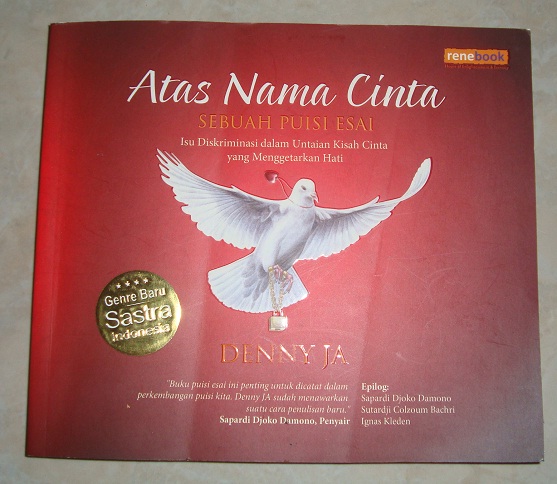 renebook
Atas Nama Cinta
SEBUAH PUISI ESAI
Isu Diskriminasi dalam Untaian Kisah Cinta
yang Menggetarkan Hati
Genre Baru
Sastra
Indonesia
DENNY JA
"Buku puisi esai ini penting untuk dicatat dalam
perkembangan puisi kita. Denny JA sudah menawarkan
suatu cara penulisan baru."
Sapardi Djoko Damono, Penyair
Epilog:
Sapardi Djoko Damono
Sutardji Colzoum Bachri
Ignas Kleden